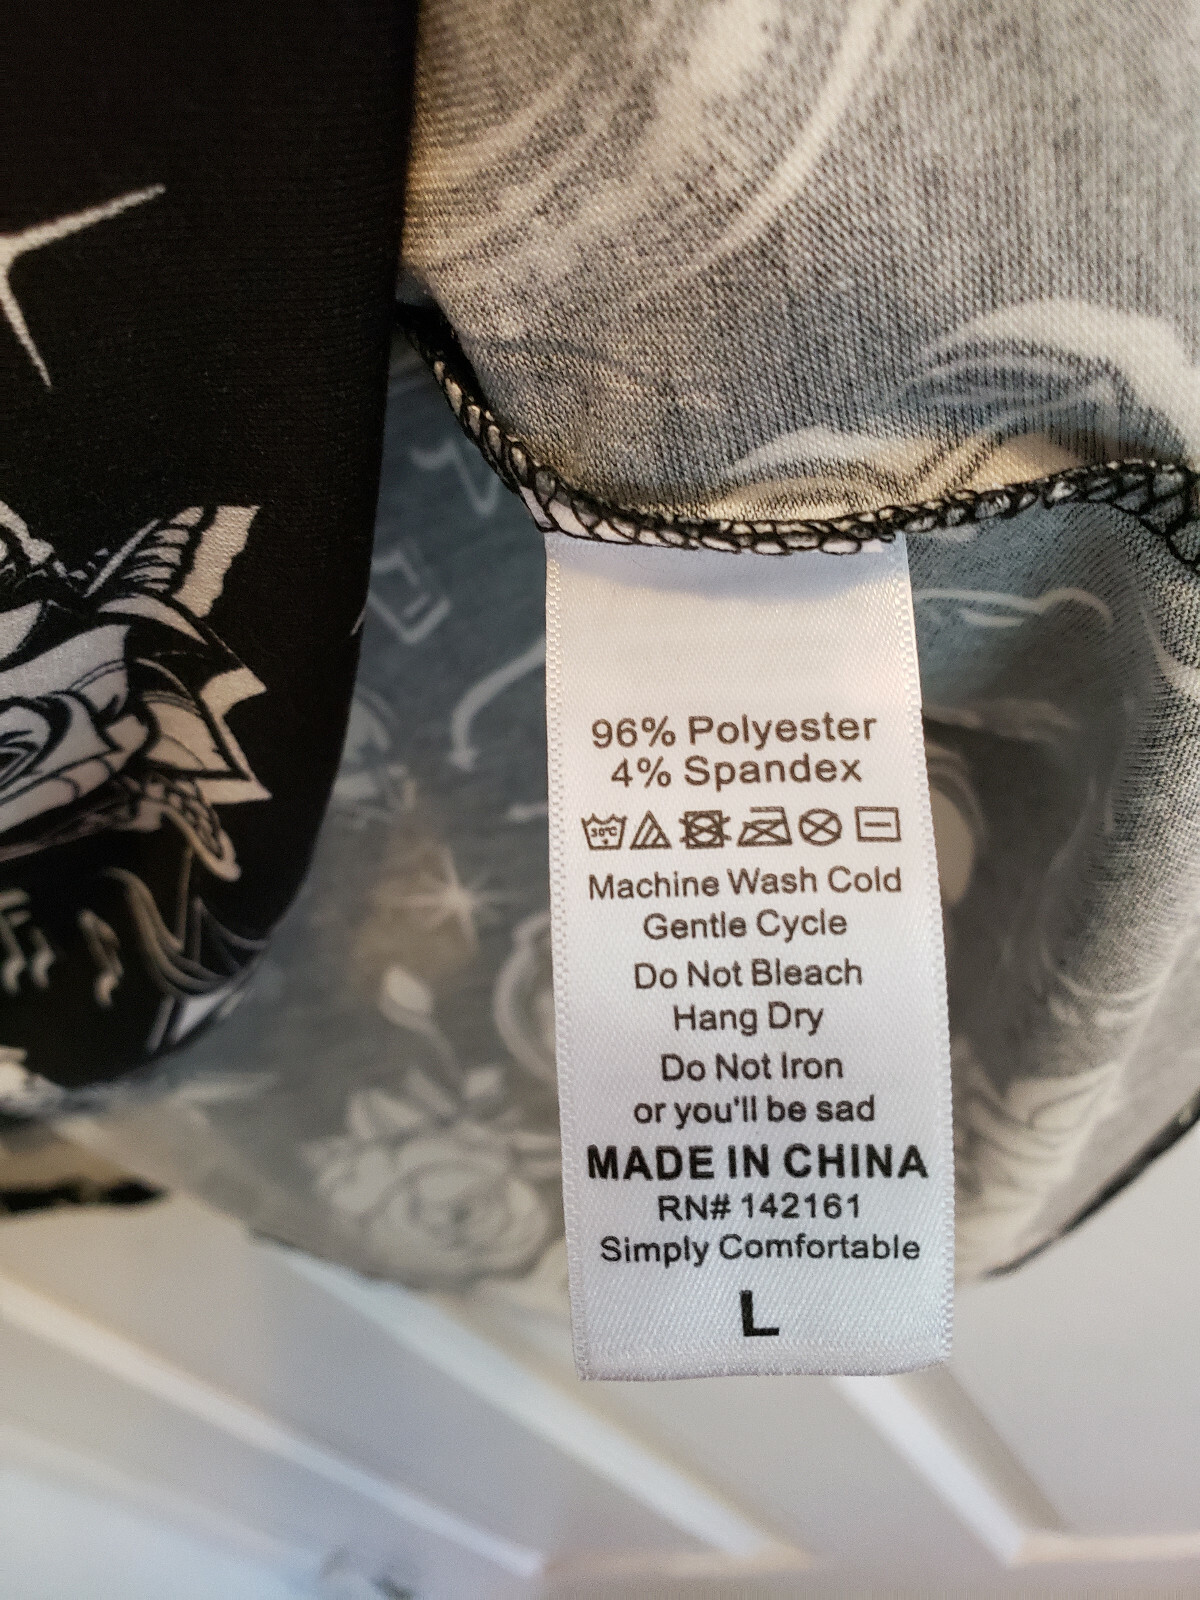 96% Polyester
4% Spandex
30°C
Machine Wash Cold
Gentle Cycle
Do Not Bleach
Hang Dry
Do Not Iron
or you'll be sad
MADE IN CHINA
RN# 142161
Simply Comfortable
L